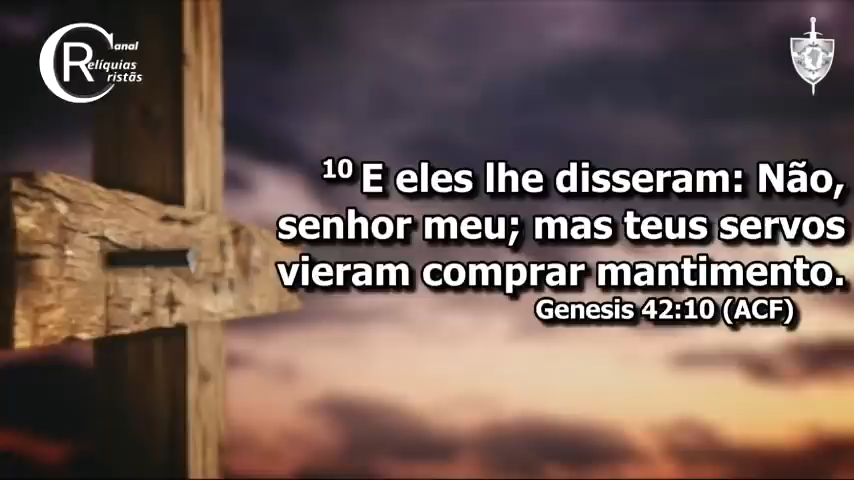 Canal
Relíquias
Cristãs
10 E eles lhe disseram: Não,
senhor meu; mas teus servos
vieram comprar mantimento.
Genesis 42:10 (ACF)